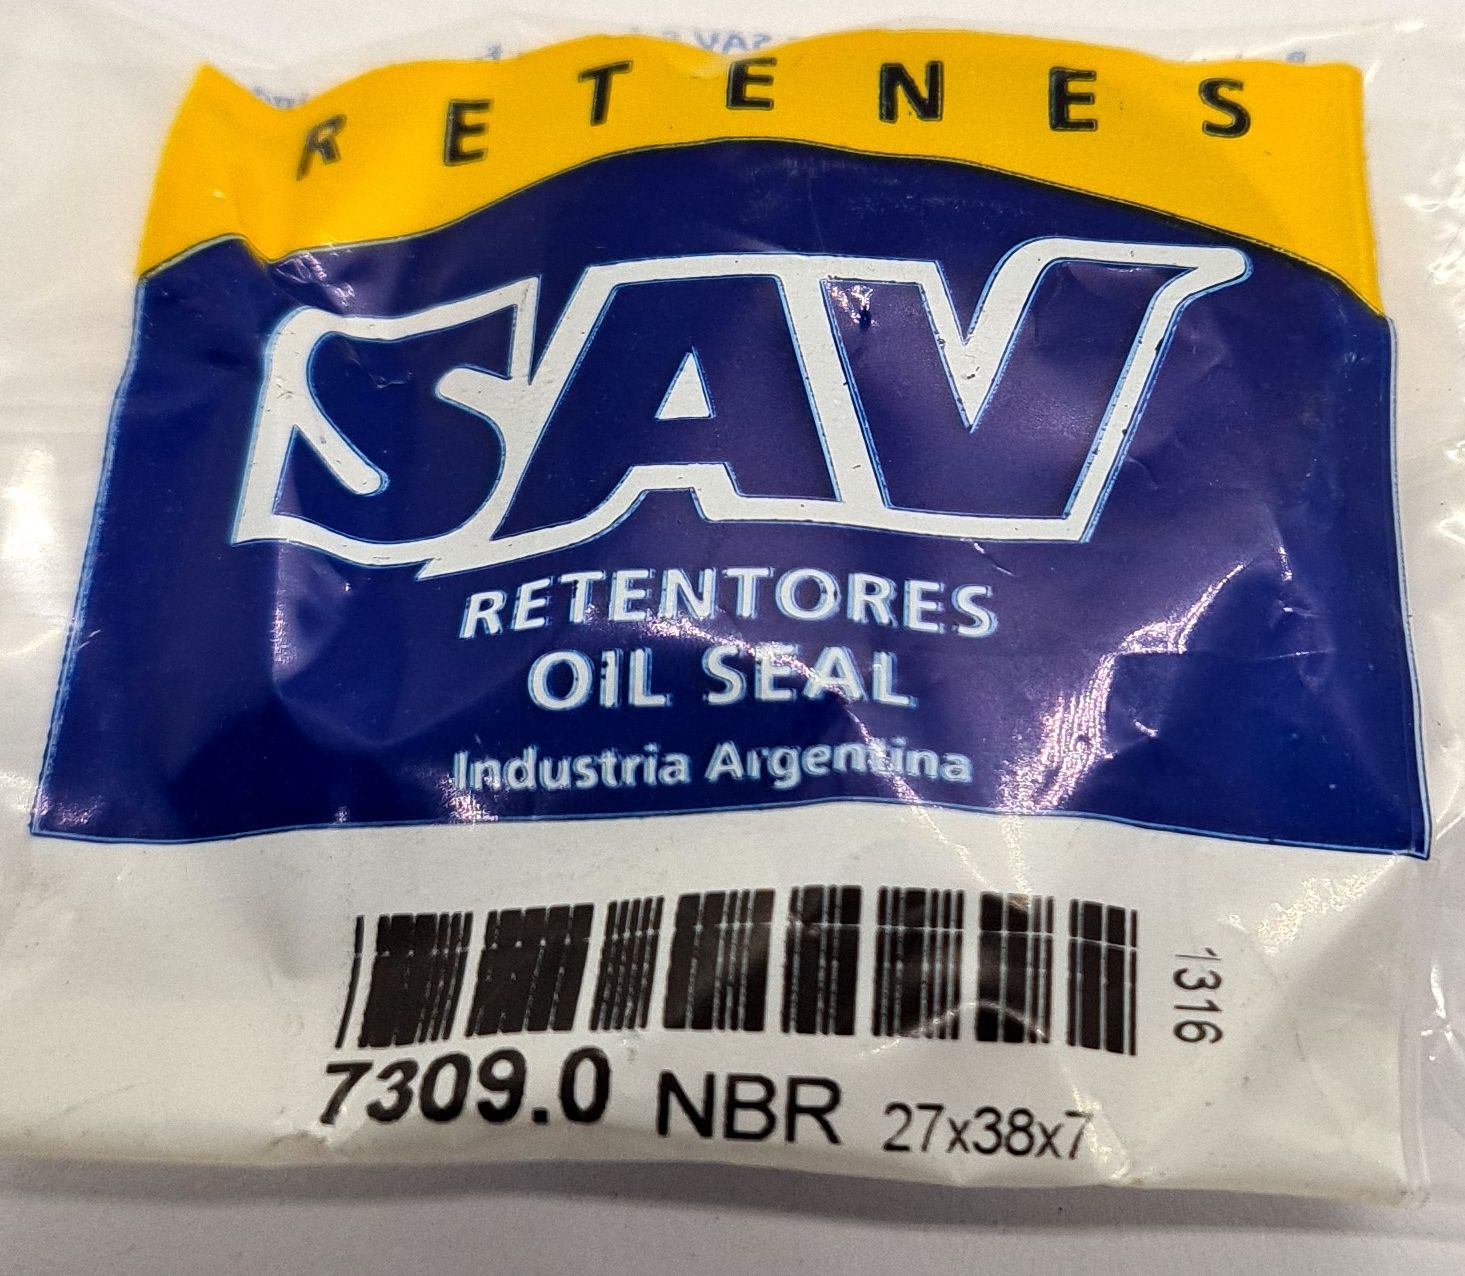 RETENES
SAV
RETENTORES
OiL SEAL
Industria Argentina
1316
7309.0 NBR 27x38x7